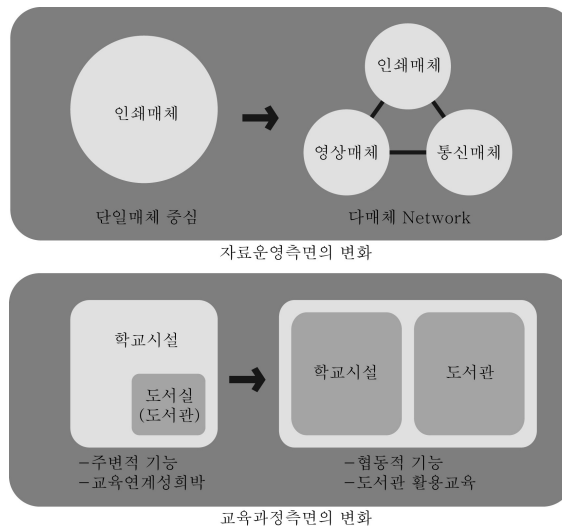 인쇄매체
인쇄매체
영상매체
통신매체
단일매체 중심
다매체 Network
자료운영측면의 변화
학교시설
도서실
(도서관)
학교시설
도서관
-주변적 기능
-교육연계성희박
-협동적 기능
-도서관 활용교육
교육과정측면의 변화